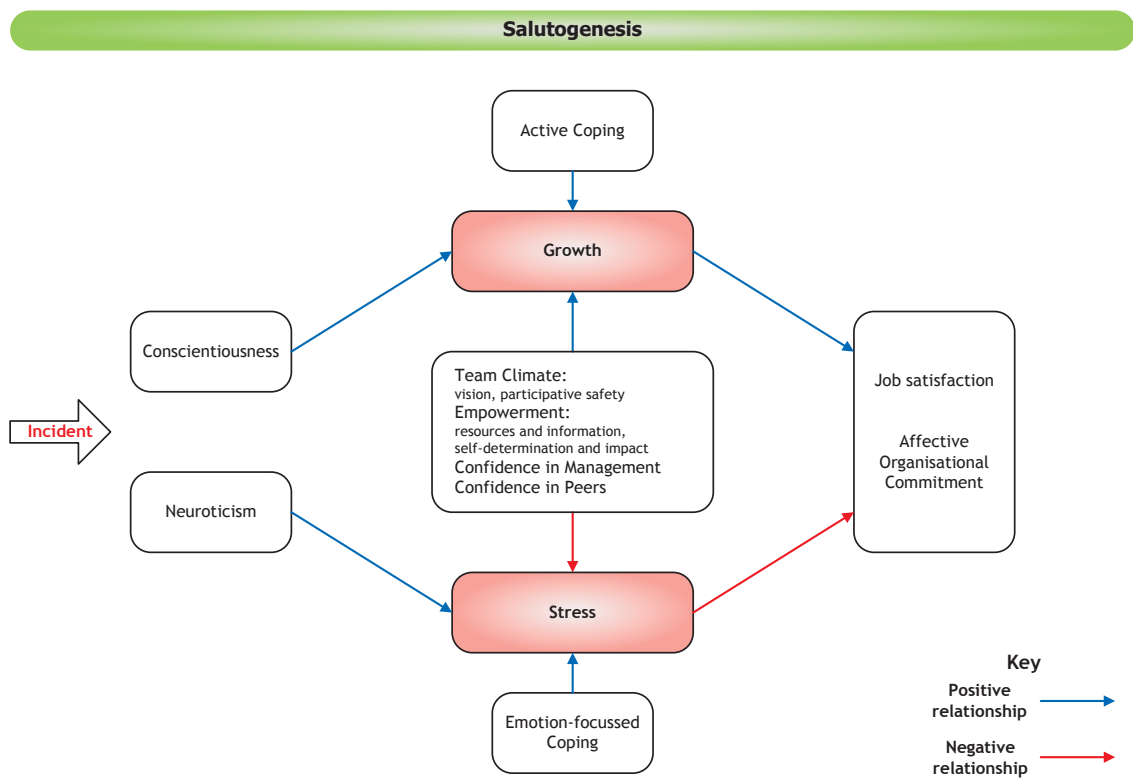 Salutogenesis
Active Coping
Growth
Conscientiousness
Team Climate:
vision, participative safety
Empowerment:
resources and information,
self-determination and impact
Confidence in Management
Confidence in Peers
Job satisfaction
Affective
Organisational
Commitment
Incident
Neuroticism
Stress
Emotion-focussed
Coping
Key
Positive
relationship
Negative
relationship